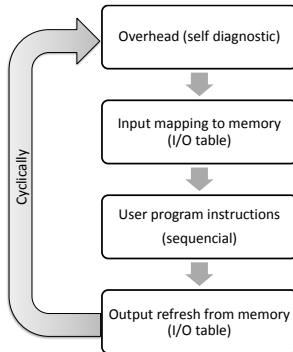 Overhead (self diagnostic)
Input mapping to memory
(I/O table)
User program instructions
(sequencial)
Output refresh from memory
(I/O table)
Cyclically